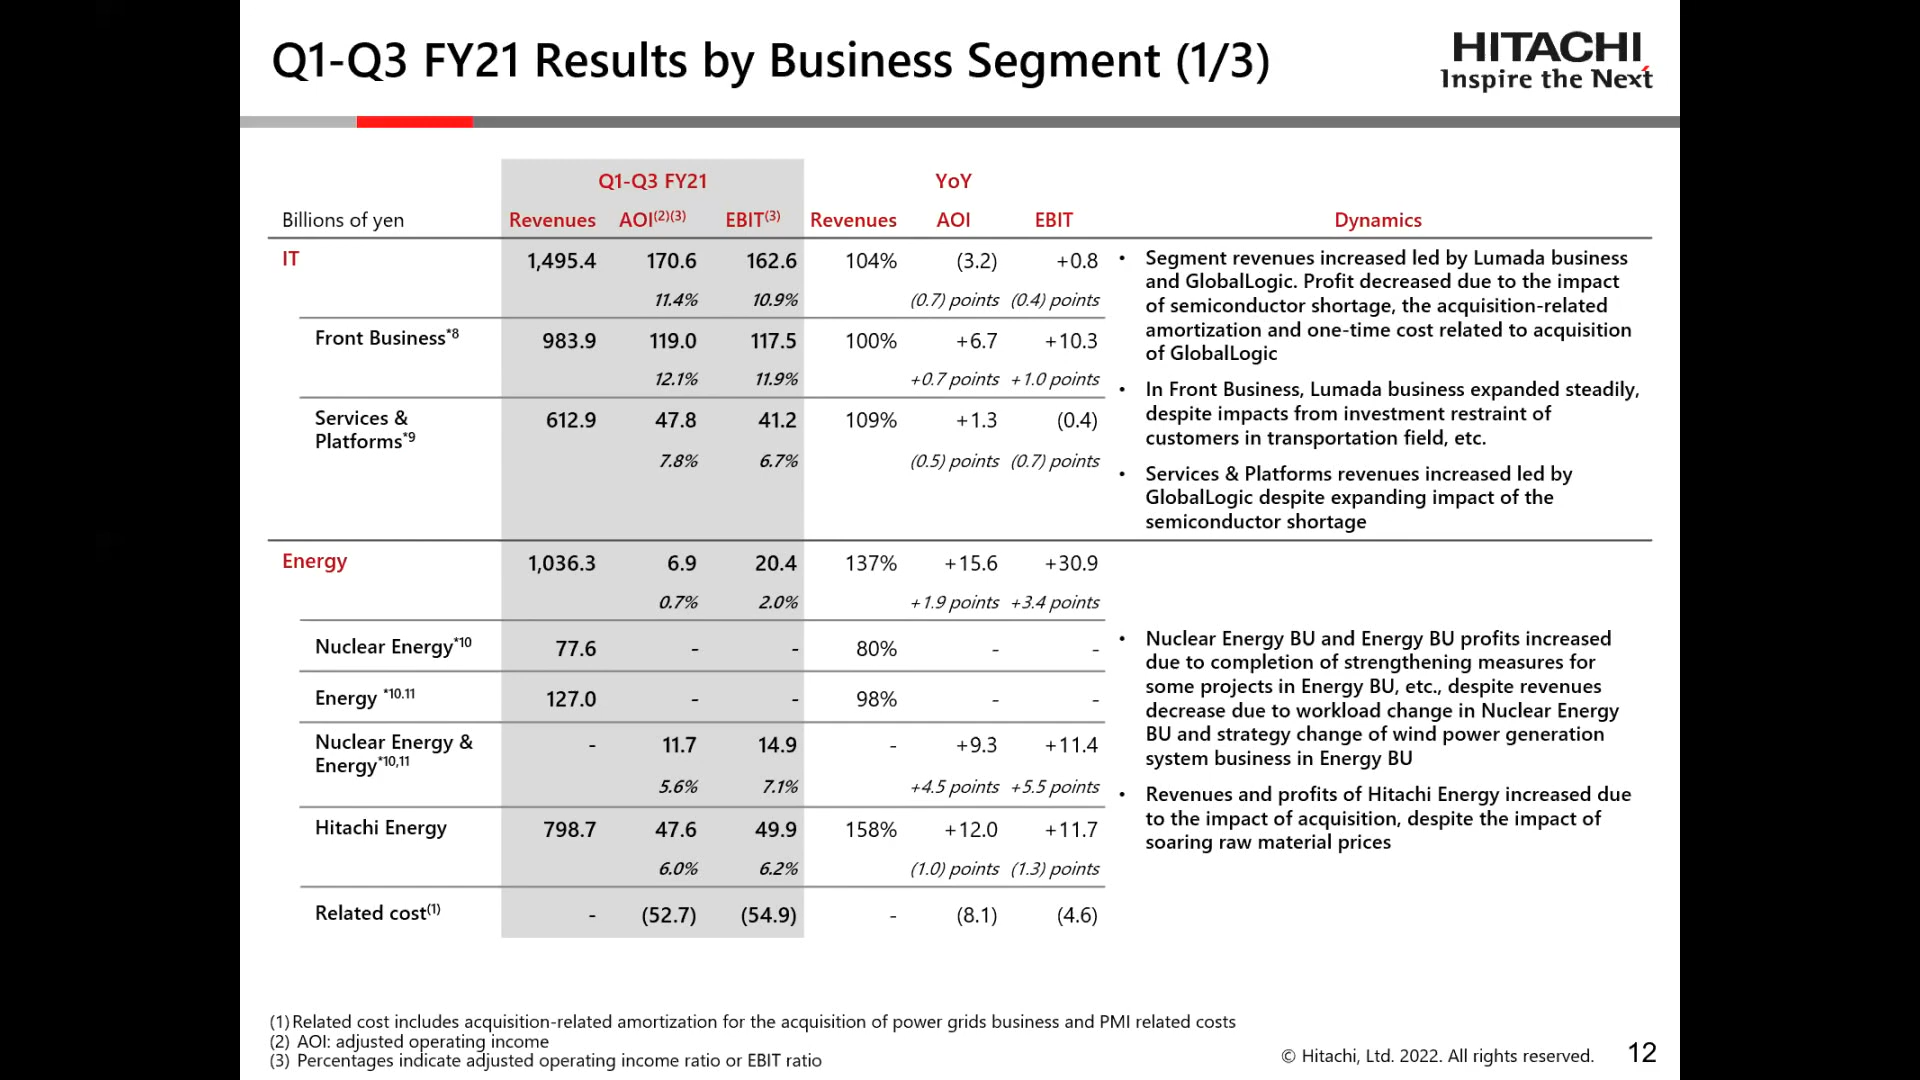 Q1-Q3 FY21 Results by Business Segment (1/3)
HITACHI
Inspire the Next
Q1-Q3 FY21 YoY
Billions of yen Revenues AOI(2)(3) EBIT(3) Revenues AOI EBIT Dynamics
IT 1,495.4 170.6 162.6 104% (3.2) +0.8
11.4% 10.9% (0.7) points (0.4) points
Front Business*8 983.9 119.0 117.5 100% +6.7 +10.3
12.1% 11.9% +0.7 points +1.0 points
Services & 612.9 47.8 41.2 109% +1.3 (0.4)
Platforms*9
7.8% 6.7% (0.5) points (0.7) points
• Segment revenues increased led by Lumada business
and GlobalLogic. Profit decreased due to the impact
of semiconductor shortage, the acquisition-related
amortization and one-time cost related to acquisition
of GlobalLogic
• In Front Business, Lumada business expanded steadily,
despite impacts from investment restraint of
customers in transportation field, etc.
• Services & Platforms revenues increased led by
GlobalLogic despite expanding impact of the
semiconductor shortage
Energy 1,036.3 6.9 20.4 137% +15.6 +30.9
0.7% 2.0% +1.9 points +3.4 points
Nuclear Energy*10 77.6 - - 80% - -
Energy *10.11 127.0 - - 98% - -
Nuclear Energy & - 11.7 14.9 - +9.3 +11.4
Energy*10,11
5.6% 7.1% +4.5 points +5.5 points
Hitachi Energy 798.7 47.6 49.9 158% +12.0 +11.7
6.0% 6.2% (1.0) points (1.3) points
Related cost(1) - (52.7) (54.9) - (8.1) (4.6)
• Nuclear Energy BU and Energy BU profits increased
due to completion of strengthening measures for
some projects in Energy BU, etc., despite revenues
decrease due to workload change in Nuclear Energy
BU and strategy change of wind power generation
system business in Energy BU
• Revenues and profits of Hitachi Energy increased due
to the impact of acquisition, despite the impact of
soaring raw material prices
(1) Related cost includes acquisition-related amortization for the acquisition of power grids business and PMI related costs
(2) AOI: adjusted operating income
(3) Percentages indicate adjusted operating income ratio or EBIT ratio
© Hitachi, Ltd. 2022. All rights reserved. 12